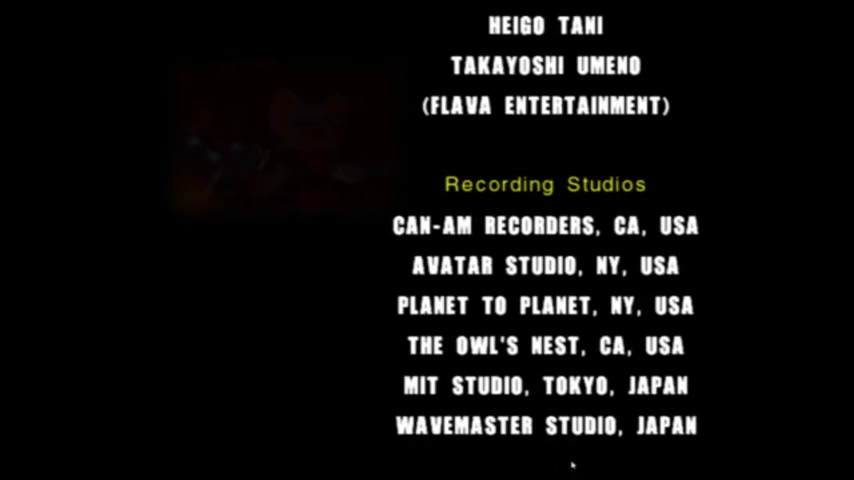 HEIGO TANI
TAKAYOSHI UMENO
(FLAVA ENTERTAINMENT)
Recording Studios
CAN-AM RECORDERS, CA, USA
AVATAR STUDIO, NY, USA
PLANET TO PLANET, NY, USA
THE OWL'S NEST, CA, USA
MIT STUDIO, TOKYO, JAPAN
WAVEMASTER STUDIO, JAPAN